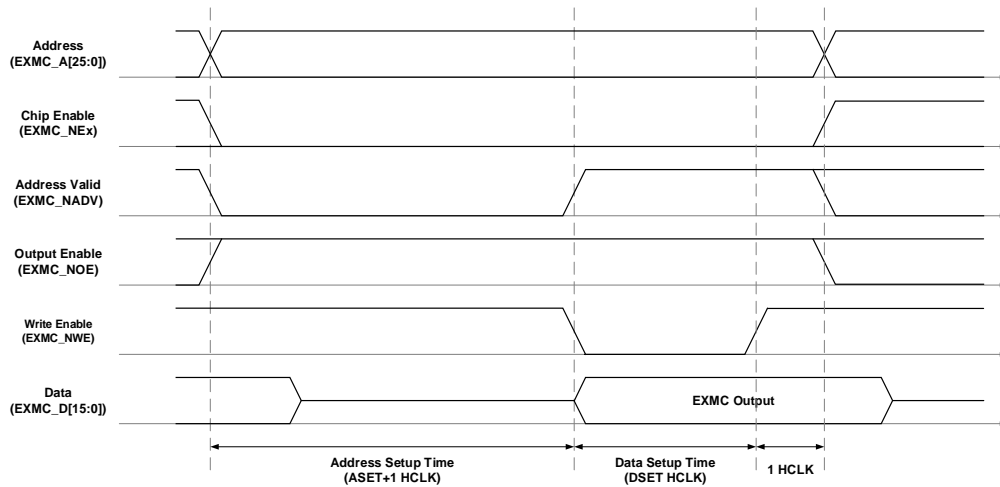 Address
(EXMC_A[25:0])
Chip Enable
(EXMC_NEx)
Address Valid
(EXMC_NADV)
Output Enable
(EXMC_NOE)
Write Enable
(EXMC_NWE)
Data
(EXMC_D[15:0])
EXMC Output
Address Setup Time
(ASET+1 HCLK)
Data Setup Time
(DSET HCLK)
1 HCLK